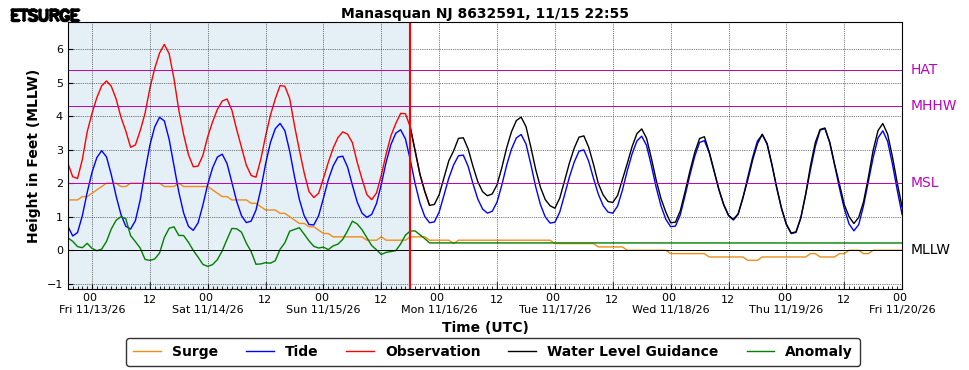 ETSURGE
Manasquan NJ 8632591, 11/15 22:55
Height in Feet (MLLW)
6
5
4
3
2
1
0
−1
HAT
MHHW
MSL
MLLW
00 12 00 12 00 12 00 12 00 12 00 12 00 12 00
Fri 11/13/26 Sat 11/14/26 Sun 11/15/26 Mon 11/16/26 Tue 11/17/26 Wed 11/18/26 Thu 11/19/26 Fri 11/20/26
Time (UTC)
Surge Tide Observation Water Level Guidance Anomaly